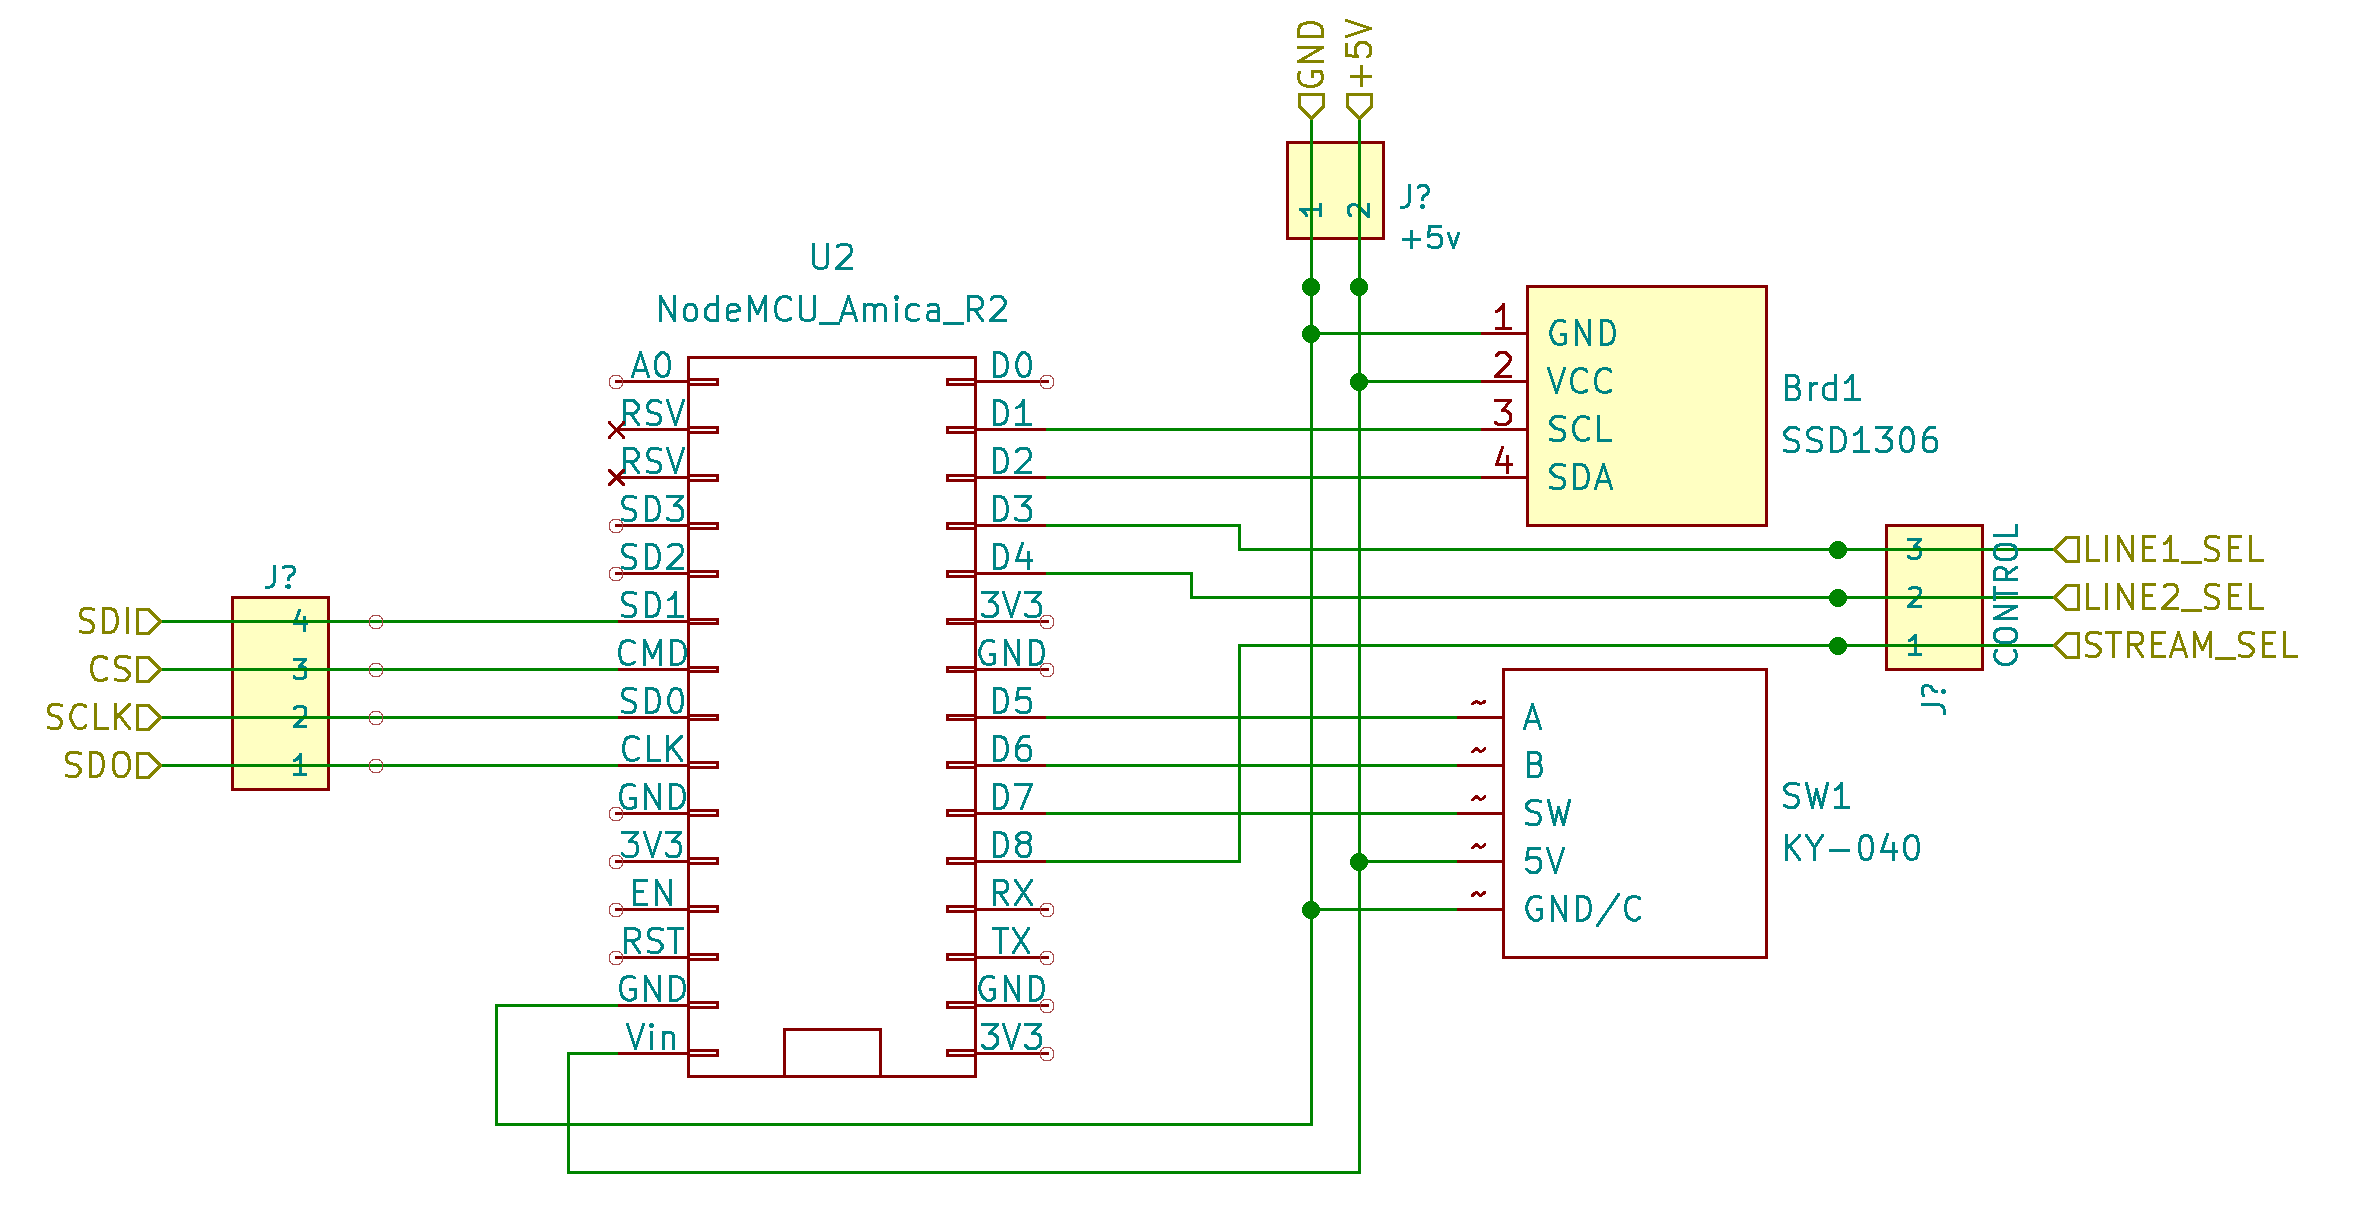 GND
+5V
1
2
J?
+5v
U2
NodeMCU_Amica_R2
A0
RSV
RSV
SD3
SD2
SD1
CMD
SD0
CLK
GND
3V3
EN
RST
GND
Vin
D0
D1
D2
D3
D4
3V3
GND
D5
D6
D7
D8
RX
TX
GND
3V3
1 GND
2 VCC
3 SCL
4 SDA
Brd1
SSD1306
J?
SDI 4
CS 3
SCLK 2
SDO 1
3 LINE1_SEL
2 LINE2_SEL
1 STREAM_SEL
CONTROL
J?
~ A
~ B
~ SW
~ 5V
~ GND/C
SW1
KY-040